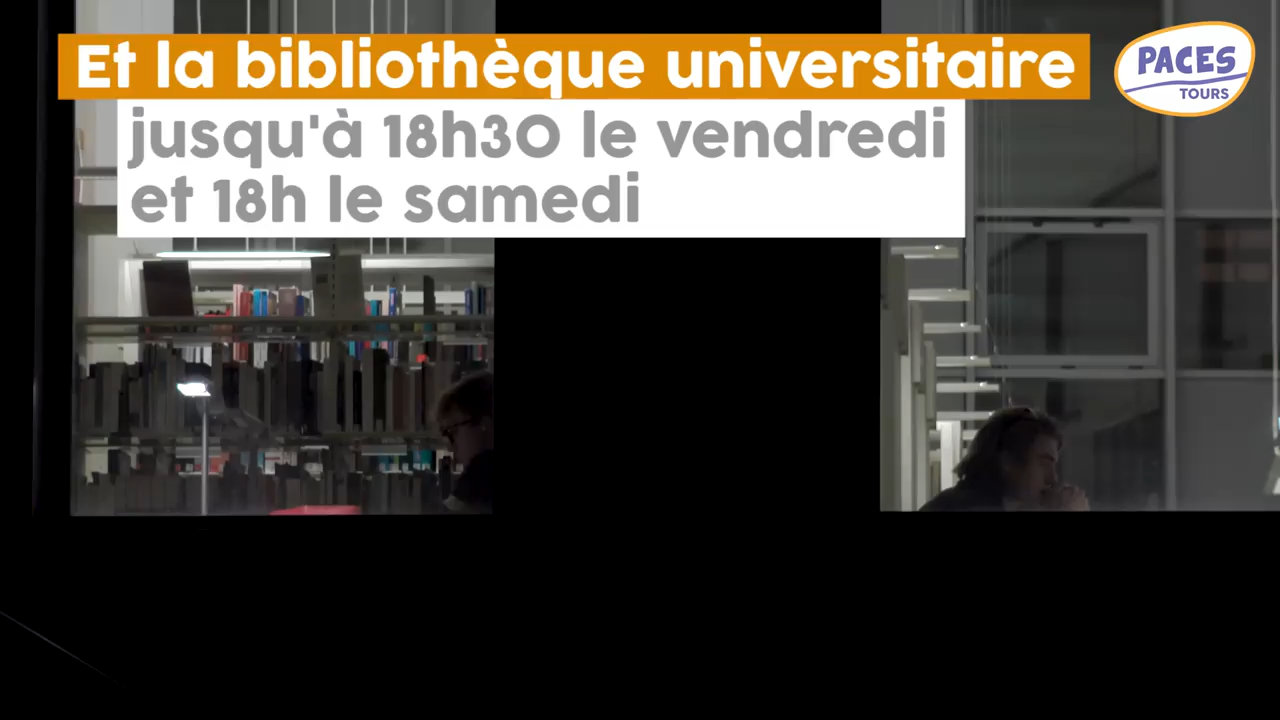 Et la bibliothèque universitaire
PACES
TOURS
jusqu'à 18h30 le vendredi
et 18h le samedi